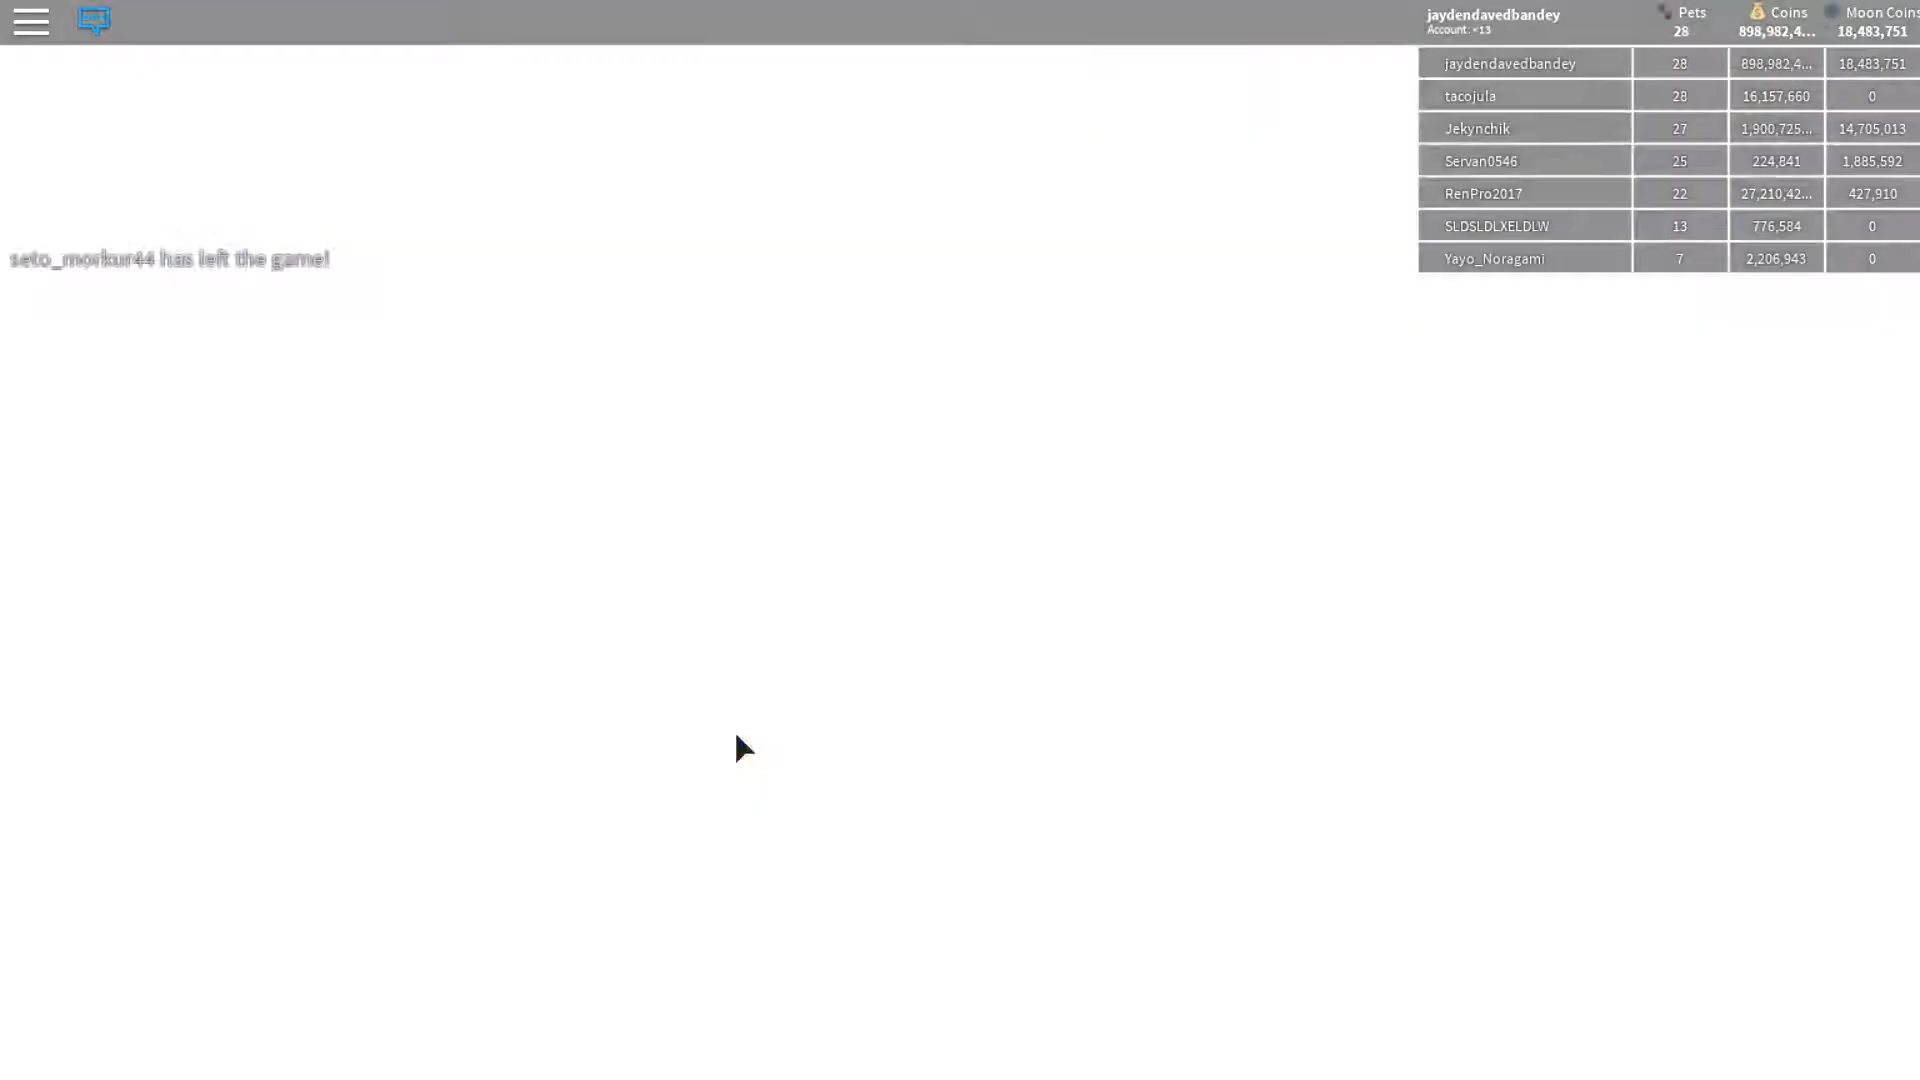 jaydendavedbandey Pets Coins Moon Coins
Account: <13 28 898,982,4... 18,483,751
jaydendavedbandey 28 898,982,4... 18,483,751
tacojula 28 16,157,660 0
Jekynchik 27 1,900,725... 14,705,013
Servan0546 25 224,841 1,885,592
RenPro2017 22 27,210,42... 427,910
SLDSLDLXELDLW 13 776,584 0
Yayo_Noragami 7 2,206,943 0
seto_morkur44 has left the game!